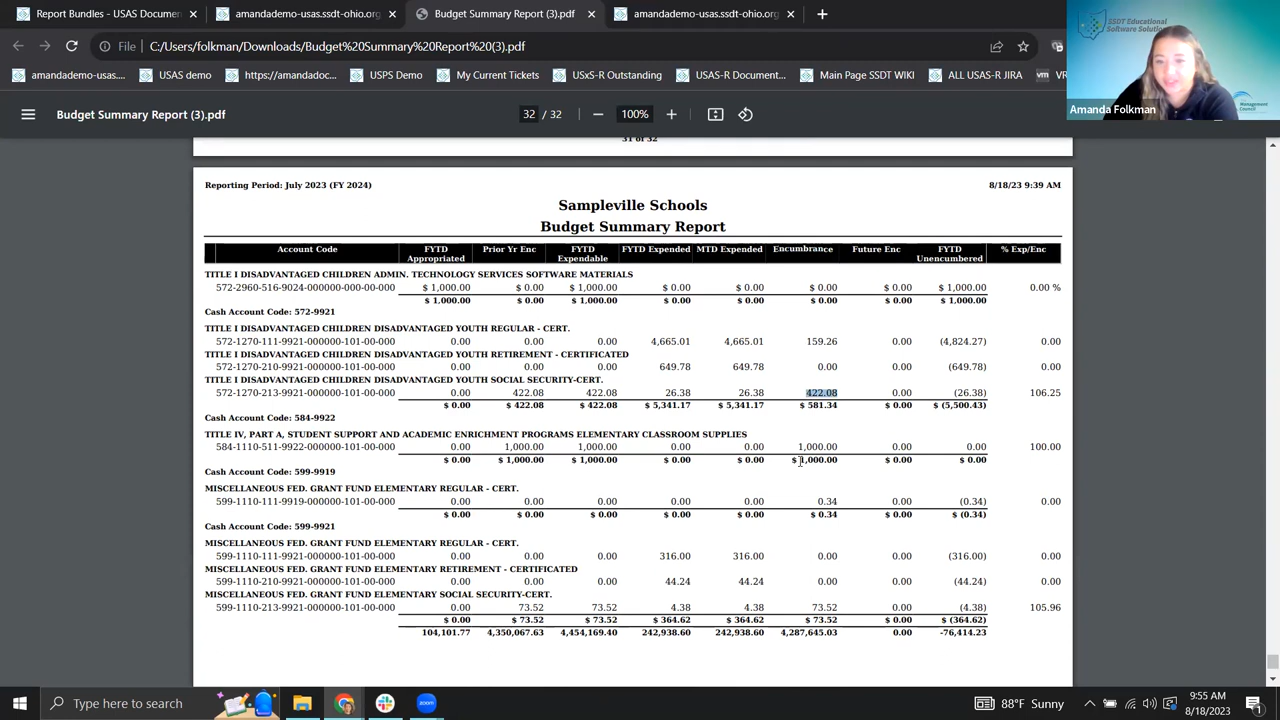 Budget Summary Report
amandademo-usas.ssdt-ohio.org
Budget Summary Report (3).pdf
amandademo-usas.ssdt-ohio.org
File
C:/Users/folkman/Downloads/Budget%20Summary%20Report%20(3).pdf
amandademo-usas....
USAS demo
https://amandadoc...
USPS Demo
My Current Tickets
USxS-R Outstanding
USAS-R Document...
Main Page SSDT WIKI
ALL USAS-R JIRA
SSDT Educational
Software Solutions
Amanda Folkman
Management
Council
Budget Summary Report (3).pdf
32 / 32
100%
31 of 32
Reporting Period: July 2023 (FY 2024) 8/18/23 9:39 AM
Sampleville Schools
Budget Summary Report
Account Code FYTD Appropriated Prior Yr Enc FYTD Expendable FYTD Expended MTD Expended Encumbrance Future Enc FYTD Unencumbered % Exp/Enc
TITLE I DISADVANTAGED CHILDREN ADMIN. TECHNOLOGY SERVICES SOFTWARE MATERIALS
572-2960-516-9024-000000-000-00-000 $ 1,000.00 $ 0.00 $ 1,000.00 $ 0.00 $ 0.00 $ 0.00 $ 0.00 $ 1,000.00 0.00 %
$ 1,000.00 $ 0.00 $ 1,000.00 $ 0.00 $ 0.00 $ 0.00 $ 0.00 $ 1,000.00
Cash Account Code: 572-9921
TITLE I DISADVANTAGED CHILDREN DISADVANTAGED YOUTH REGULAR - CERT.
572-1270-111-9921-000000-101-00-000 0.00 0.00 0.00 4,665.01 4,665.01 159.26 0.00 (4,824.27) 0.00
TITLE I DISADVANTAGED CHILDREN DISADVANTAGED YOUTH RETIREMENT - CERTIFICATED
572-1270-210-9921-000000-101-00-000 0.00 0.00 0.00 649.78 649.78 0.00 0.00 (649.78) 0.00
TITLE I DISADVANTAGED CHILDREN DISADVANTAGED YOUTH SOCIAL SECURITY-CERT.
572-1270-213-9921-000000-101-00-000 0.00 422.08 422.08 26.38 26.38 422.08 0.00 (26.38) 106.25
$ 0.00 $ 422.08 $ 422.08 $ 5,341.17 $ 5,341.17 $ 581.34 $ 0.00 $ (5,500.43)
Cash Account Code: 584-9922
TITLE IV, PART A, STUDENT SUPPORT AND ACADEMIC ENRICHMENT PROGRAMS ELEMENTARY CLASSROOM SUPPLIES
584-1110-511-9922-000000-101-00-000 0.00 1,000.00 1,000.00 0.00 0.00 1,000.00 0.00 0.00 100.00
$ 0.00 $ 1,000.00 $ 1,000.00 $ 0.00 $ 0.00 $ 1,000.00 $ 0.00 $ 0.00
Cash Account Code: 599-9919
MISCELLANEOUS FED. GRANT FUND ELEMENTARY REGULAR - CERT.
599-1110-111-9919-000000-101-00-000 0.00 0.00 0.00 0.00 0.00 0.34 0.00 (0.34) 0.00
$ 0.00 $ 0.00 $ 0.00 $ 0.00 $ 0.00 $ 0.34 $ 0.00 $ (0.34)
Cash Account Code: 599-9921
MISCELLANEOUS FED. GRANT FUND ELEMENTARY REGULAR - CERT.
599-1110-111-9921-000000-101-00-000 0.00 0.00 0.00 316.00 316.00 0.00 0.00 (316.00) 0.00
MISCELLANEOUS FED. GRANT FUND ELEMENTARY RETIREMENT - CERTIFICATED
599-1110-210-9921-000000-101-00-000 0.00 0.00 0.00 44.24 44.24 0.00 0.00 (44.24) 0.00
MISCELLANEOUS FED. GRANT FUND ELEMENTARY SOCIAL SECURITY-CERT.
599-1110-213-9921-000000-101-00-000 0.00 73.52 73.52 4.38 4.38 73.52 0.00 (4.38) 105.96
$ 0.00 $ 73.52 $ 73.52 $ 364.62 $ 364.62 $ 73.52 $ 0.00 $ (364.62)
104,101.77 4,350,067.63 4,454,169.40 242,938.60 242,938.60 4,287,645.03 0.00 -76,414.23
Type here to search
88°F Sunny
9:55 AM
8/18/2023